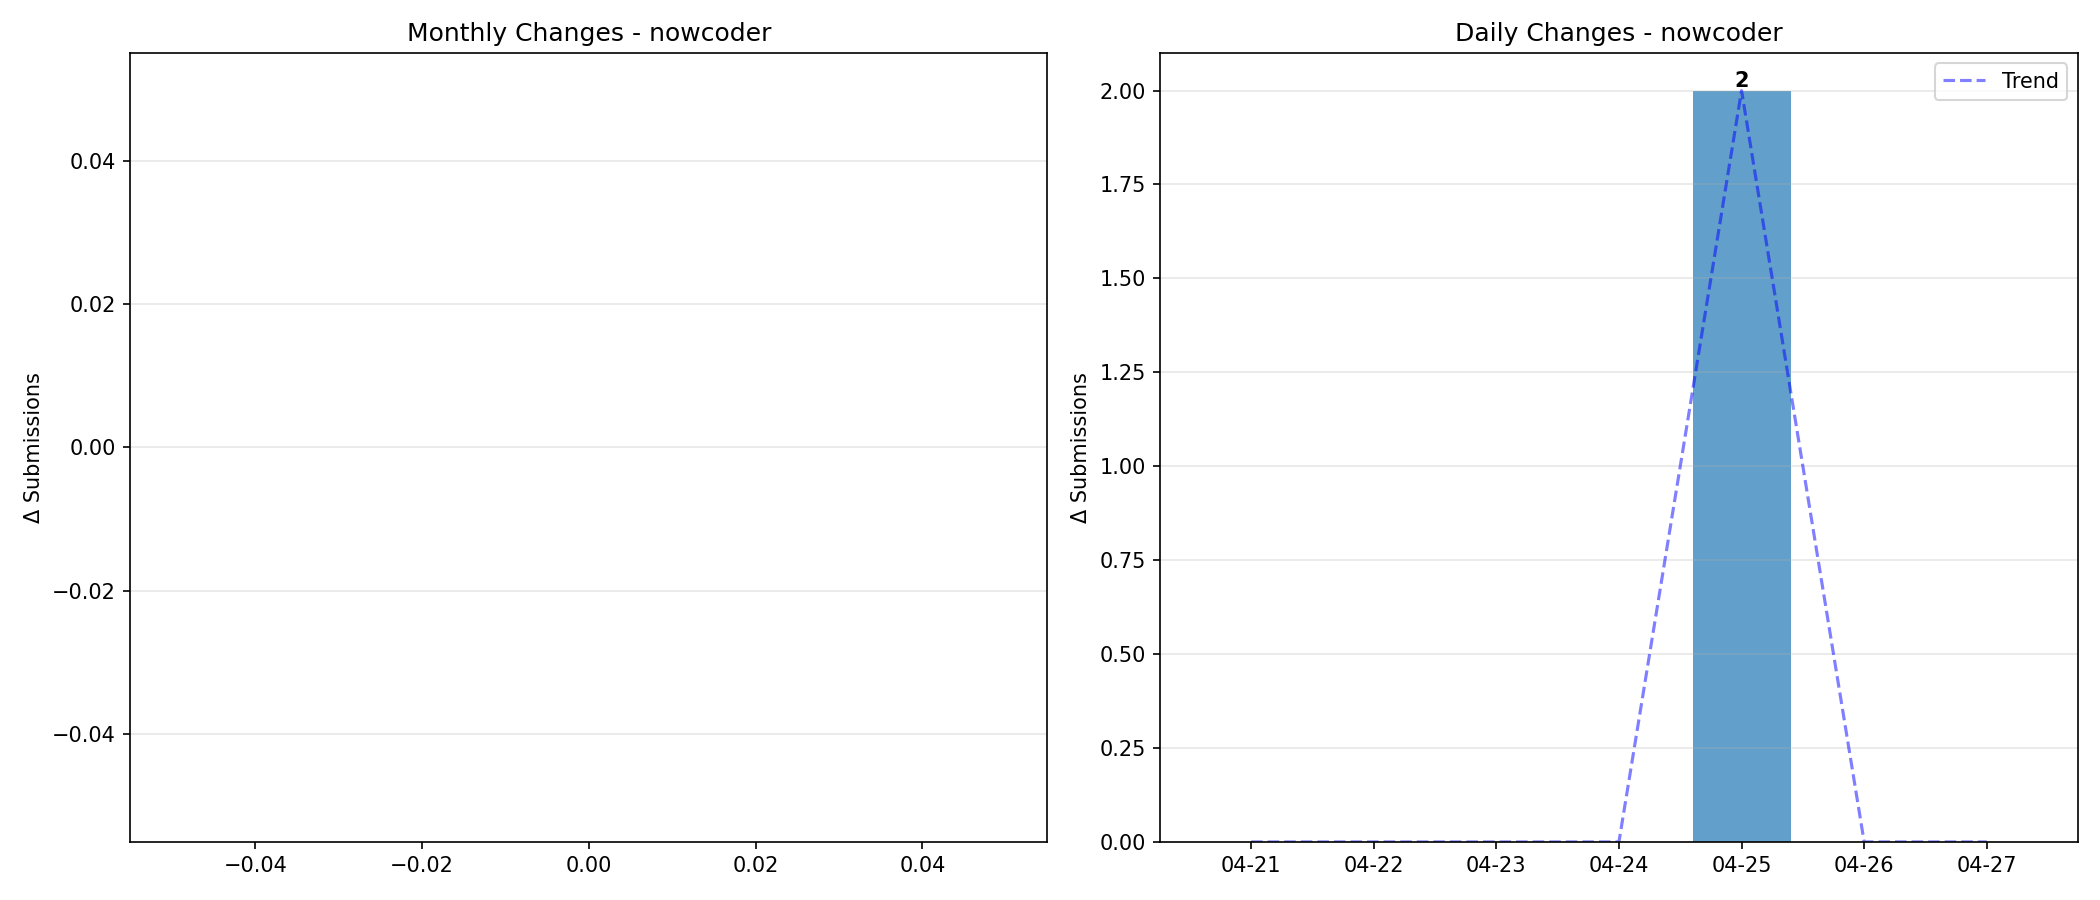 Monthly Changes - nowcoder
Δ Submissions
0.04
0.02
0.00
−0.02
−0.04
−0.04 −0.02 0.00 0.02 0.04
Daily Changes - nowcoder
Δ Submissions
2.00
1.75
1.50
1.25
1.00
0.75
0.50
0.25
0.00
2
Trend
04-21 04-22 04-23 04-24 04-25 04-26 04-27